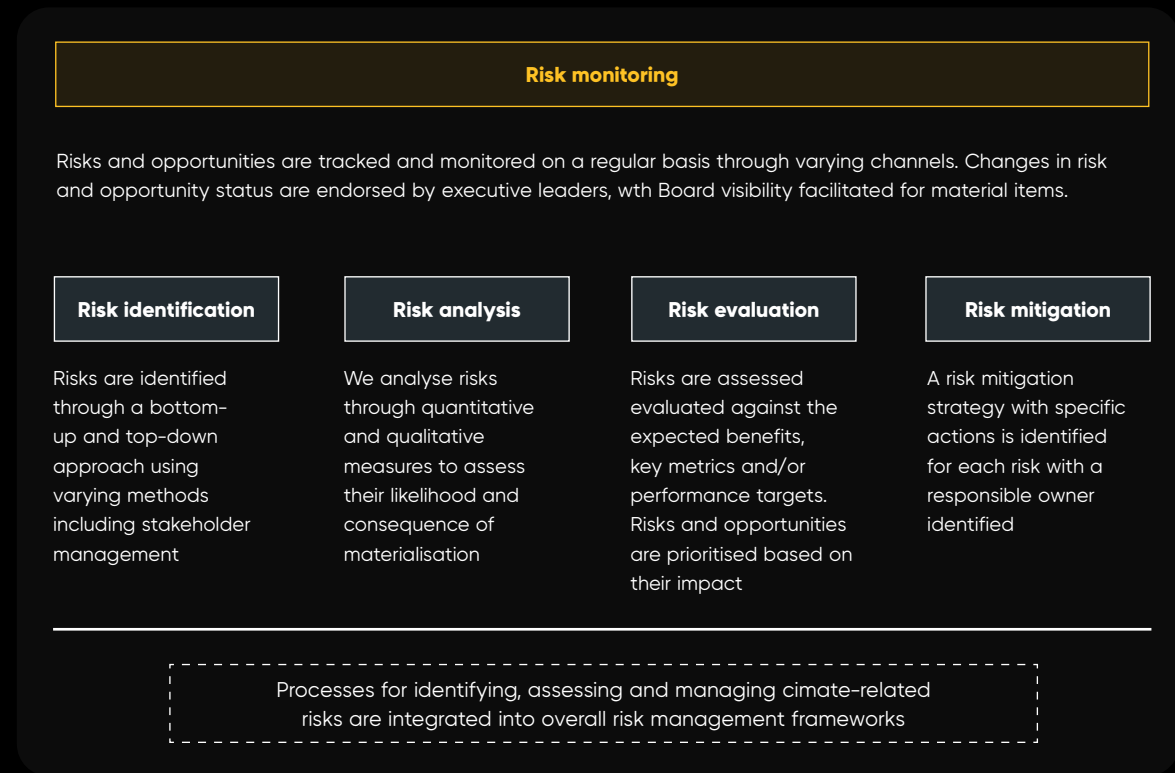 Risk monitoring
Risks and opportunities are tracked and monitored on a regular basis through varying channels. Changes in risk
and opportunity status are endorsed by executive leaders, wth Board visibility facilitated for material items.
Risk identification
Risks are identified
through a bottom-
up and top-down
approach using
varying methods
including stakeholder
management
Risk analysis
We analyse risks
through quantitative
and qualitative
measures to assess
their likelihood and
consequence of
materialisation
Risk evaluation
Risks are assessed
evaluated against the
expected benefits,
key metrics and/or
performance targets.
Risks and opportunities
are prioritised based on
their impact
Risk mitigation
A risk mitigation
strategy with specific
actions is identified
for each risk with a
responsible owner
identified
Processes for identifying, assessing and managing cimate-related
risks are integrated into overall risk management frameworks